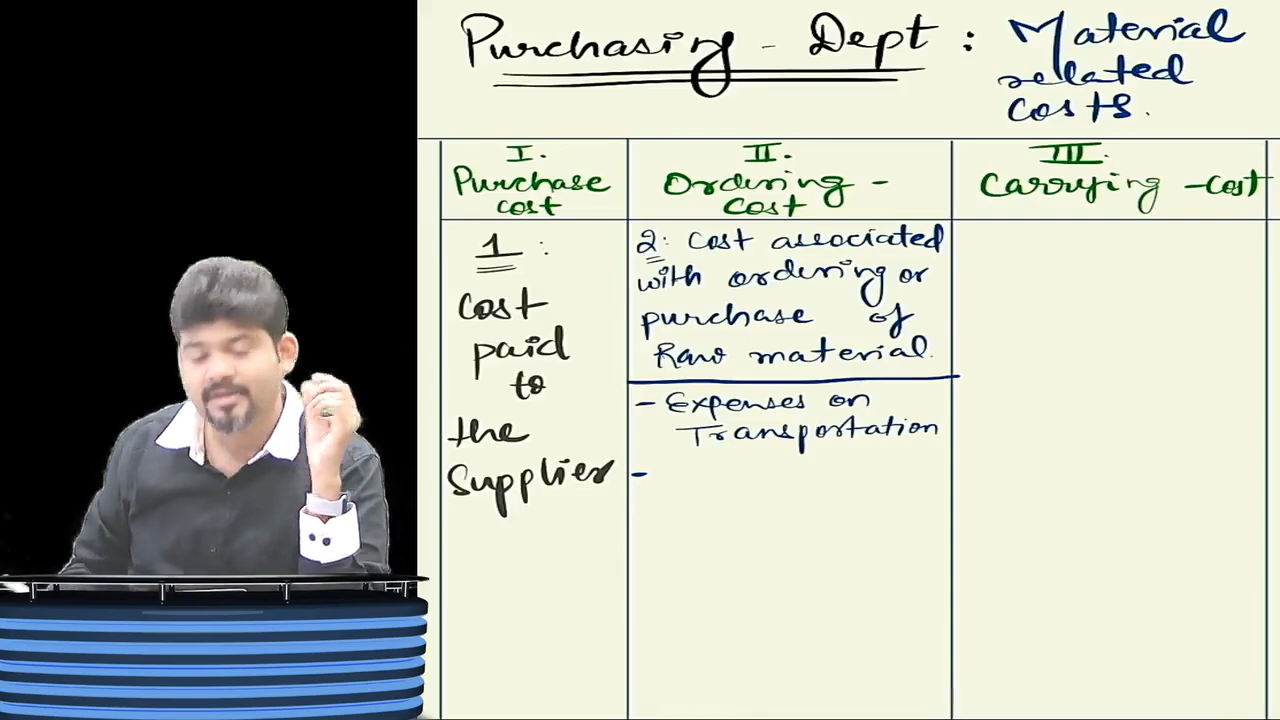 Purchasing - Dept : Material
related
costs.
I.
Purchase
cost
II.
Ordering -
cost
III.
Carrying - cost
1 :
cost
paid
to
the
Supplier
2: Cost associated
with ordering or
purchase of
Raw material.
- Expenses on
Transportation
-